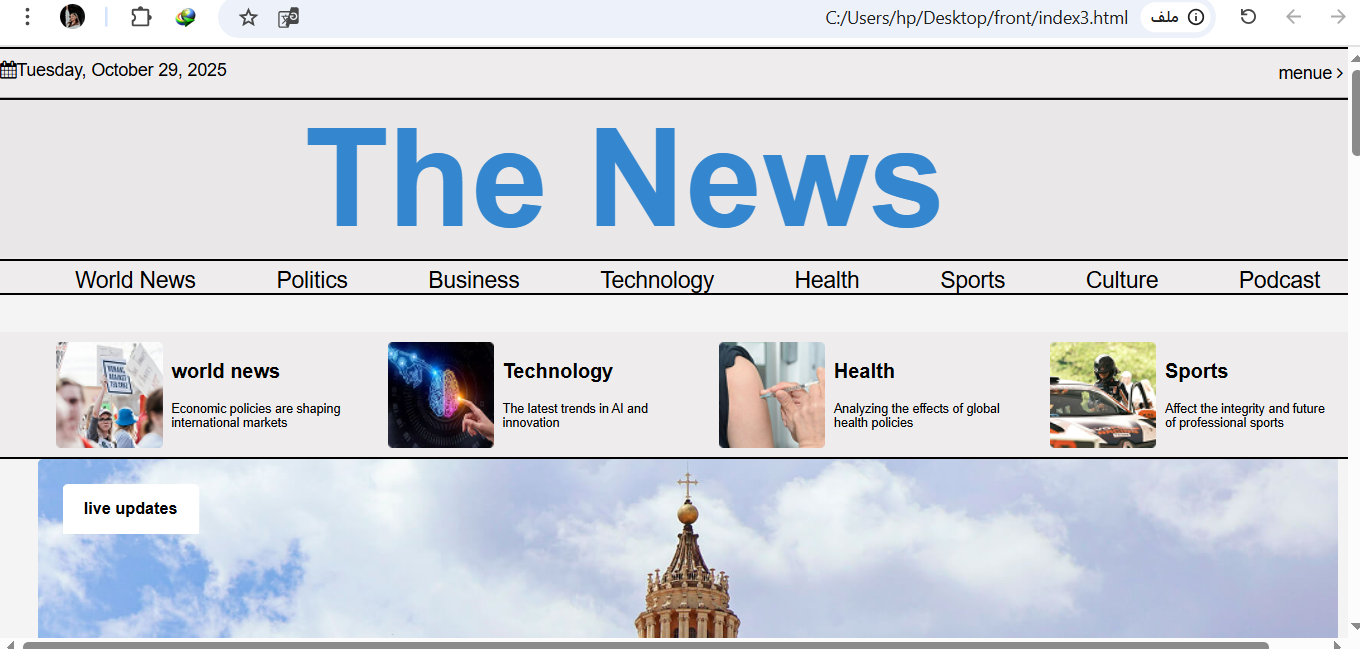 C:/Users/hp/Desktop/front/index3.html ملف
Tuesday, October 29, 2025
menue
The News
World News Politics Business Technology Health Sports Culture Podcast
world news
Economic policies are shaping
international markets
Technology
The latest trends in AI and
innovation
Health
Analyzing the effects of global
health policies
Sports
Affect the integrity and future
of professional sports
live updates